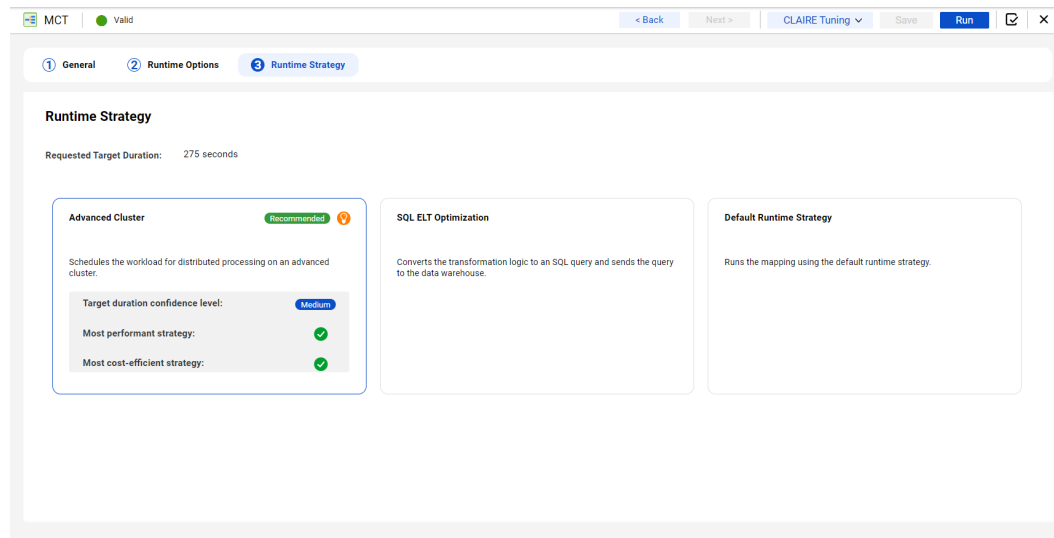 MCT
Valid
< Back
Next >
CLAIRE Tuning
Save
Run
1 General
2 Runtime Options
3 Runtime Strategy
Runtime Strategy
Requested Target Duration: 275 seconds
Advanced Cluster
Recommended
Schedules the workload for distributed processing on an advanced
cluster.
Target duration confidence level: Medium
Most performant strategy:
Most cost-efficient strategy:
SQL ELT Optimization
Converts the transformation logic to an SQL query and sends the query
to the data warehouse.
Default Runtime Strategy
Runs the mapping using the default runtime strategy.